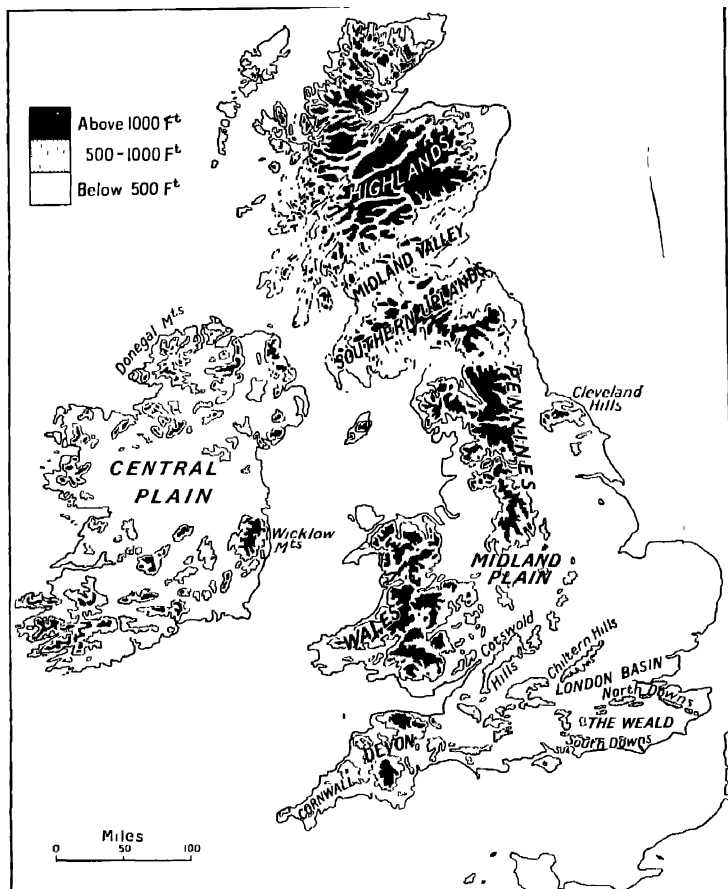 Above 1000 Ft
500-1000 Ft
Below 500 Ft
HIGHLANDS
MIDLAND VALLEY
SOUTHERN UPLANDS
Donegal Mts
PENNINES
Cleveland
Hills
CENTRAL
PLAIN
Wicklow
Mts
MIDLAND
PLAIN
WALES
Cotswold
Hills
Chiltern Hills
LONDON BASIN
North Downs
THE WEALD
South Downs
DEVON
CORNWALL
Miles
0 50 100